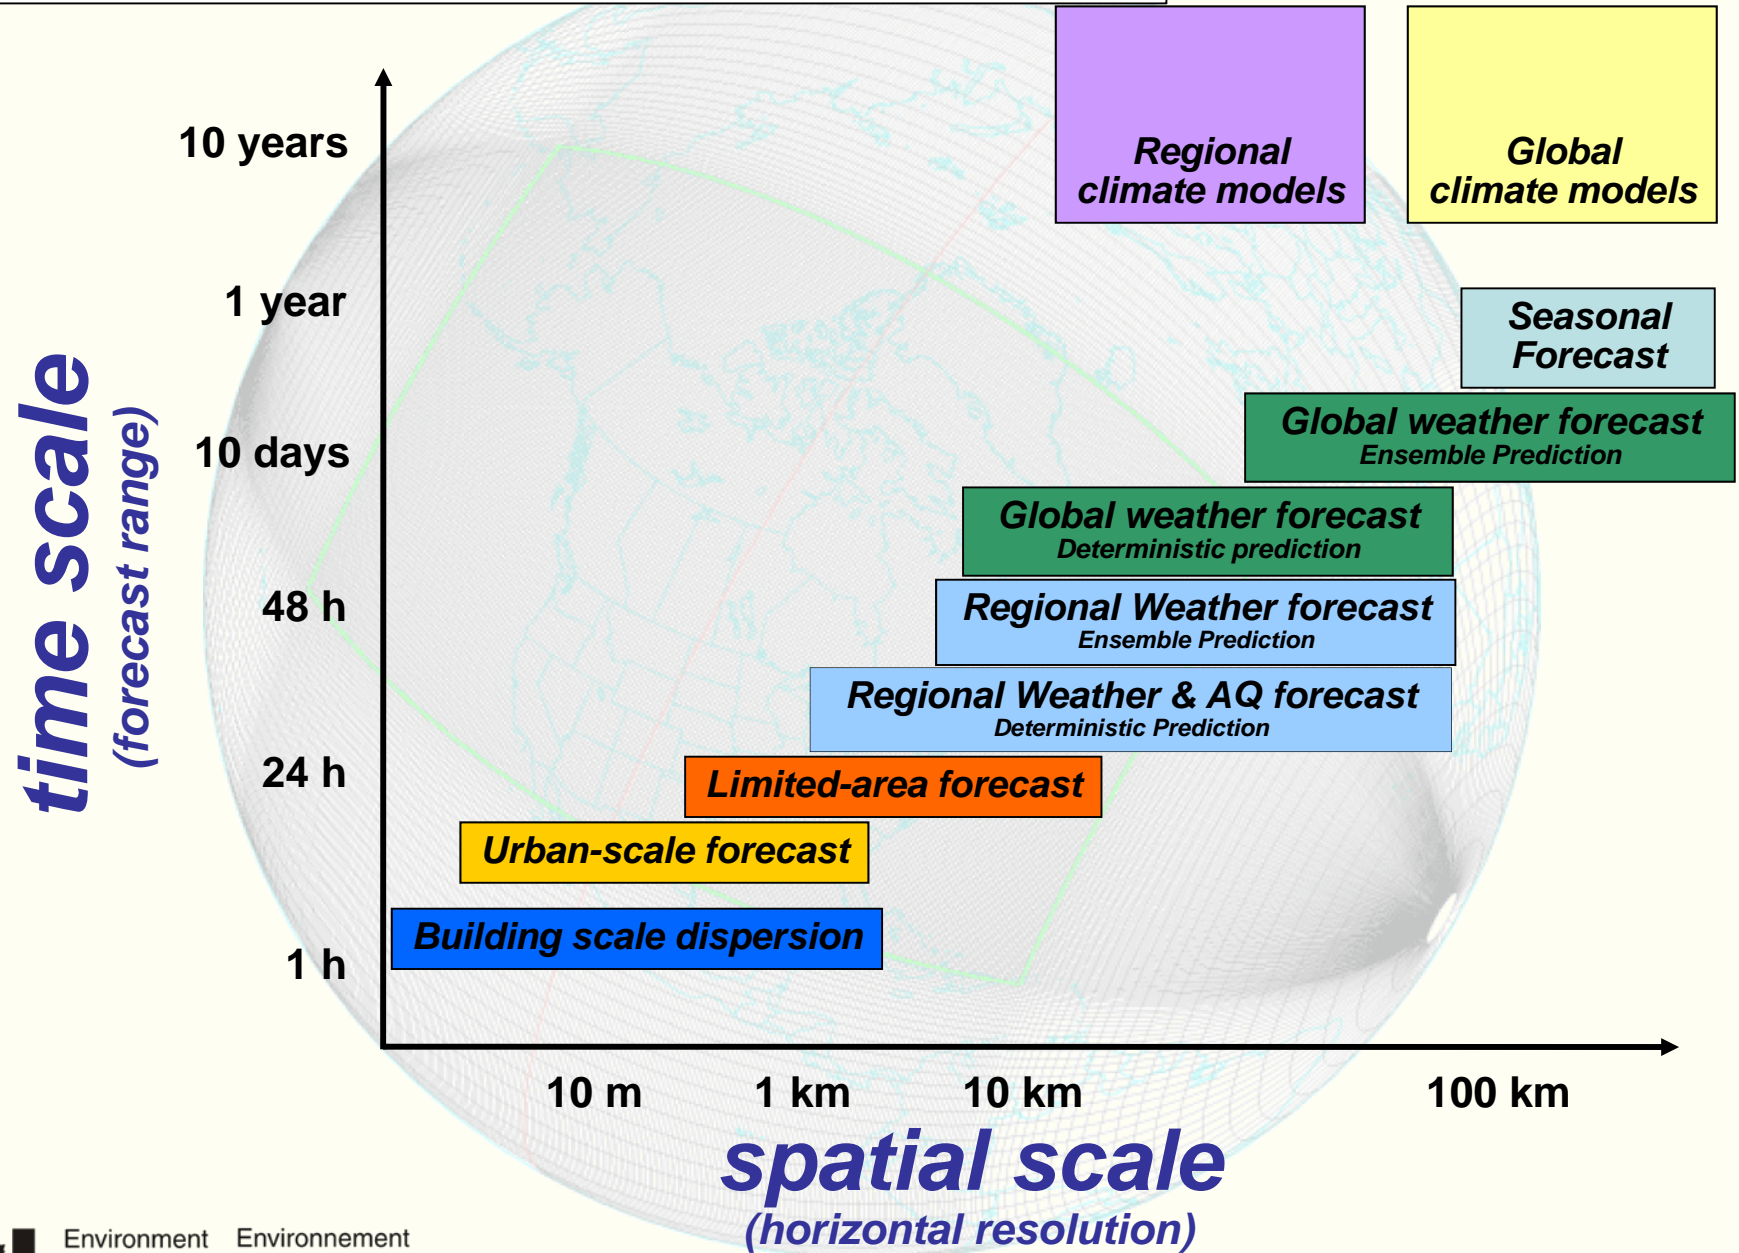 Regional
climate models
Global
climate models
10 years
1 year
Seasonal
Forecast
Global weather forecast
Ensemble Prediction
10 days
Global weather forecast
Deterministic prediction
48 h
Regional Weather forecast
Ensemble Prediction
Regional Weather & AQ forecast
Deterministic Prediction
24 h
Limited-area forecast
Urban-scale forecast
Building scale dispersion
1 h
time scale
(forecast range)
10 m 1 km 10 km 100 km
spatial scale
(horizontal resolution)
Environment Environnement